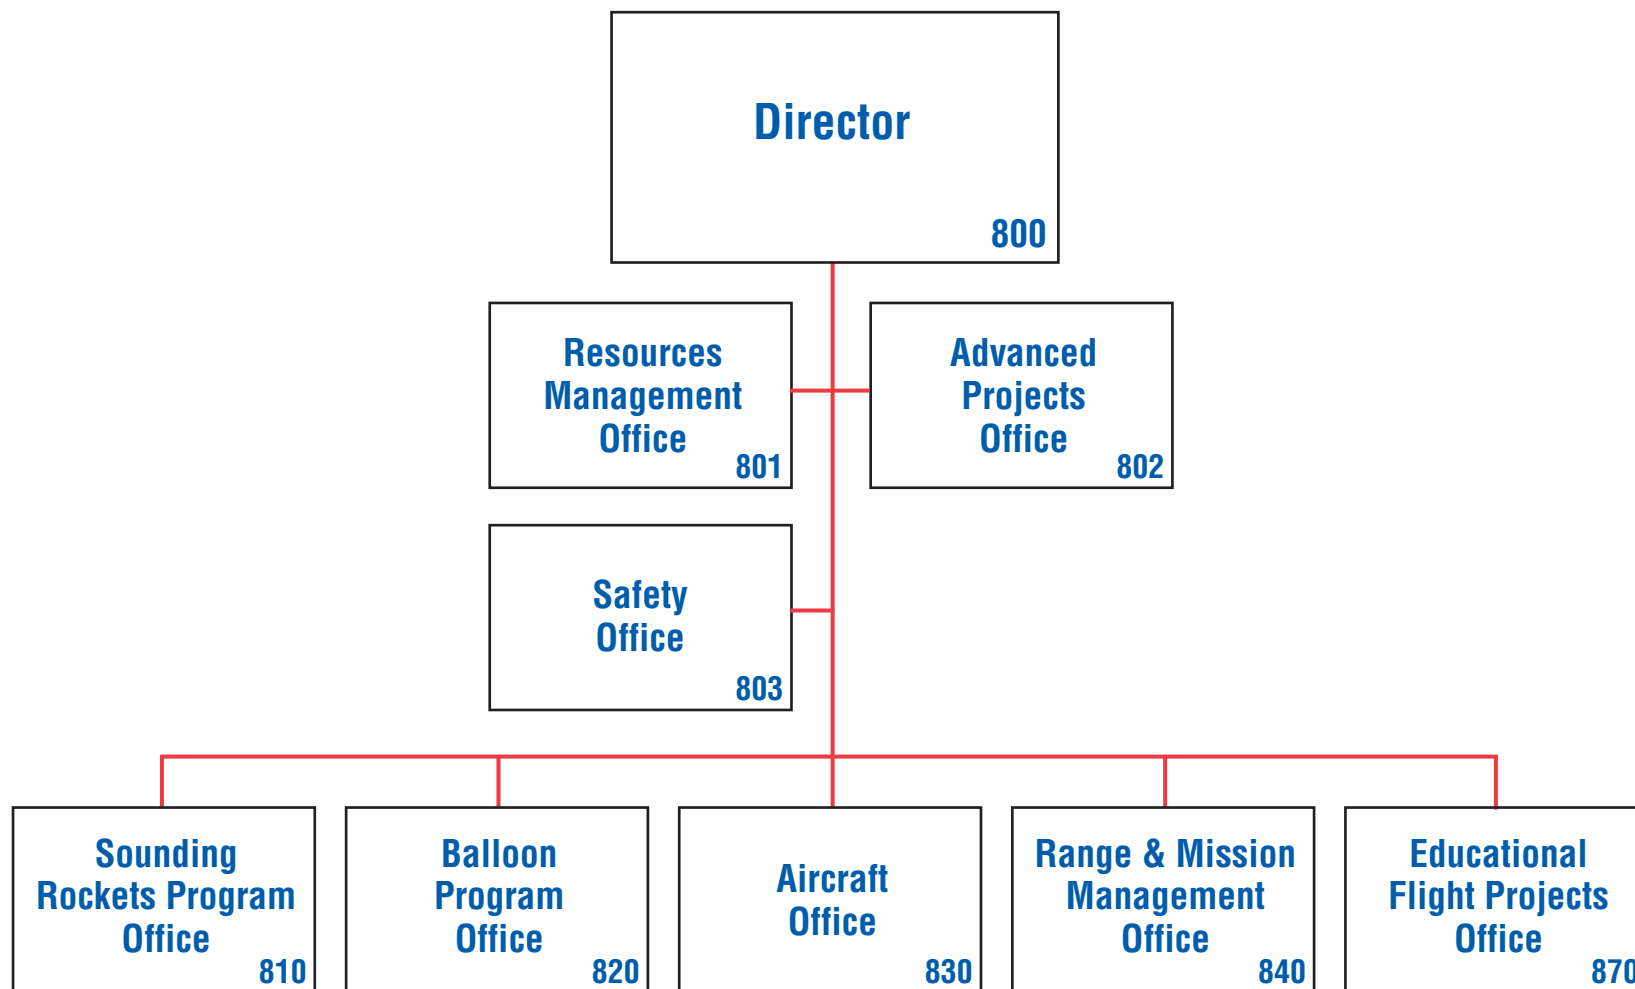 Director
800
Resources
Management
Office
801
Advanced
Projects
Office
802
Safety
Office
803
Sounding
Rockets Program
Office
810
Balloon
Program
Office
820
Aircraft
Office
830
Range & Mission
Management
Office
840
Educational
Flight Projects
Office
870